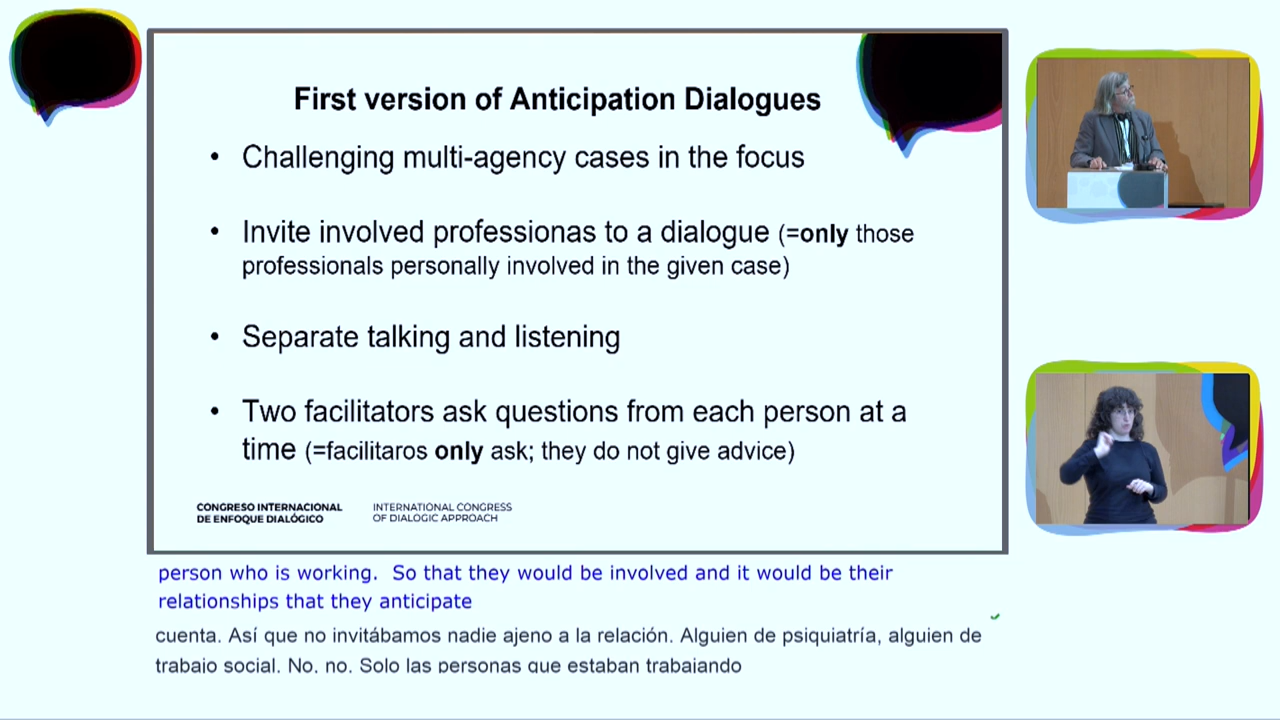 First version of Anticipation Dialogues
• Challenging multi-agency cases in the focus
• Invite involved professionas to a dialogue (=only those
professionals personally involved in the given case)
• Separate talking and listening
• Two facilitators ask questions from each person at a
time (=facilitaros only ask; they do not give advice)
CONGRESO INTERNACIONAL
DE ENFOQUE DIALÓGICO
INTERNATIONAL CONGRESS
OF DIALOGIC APPROACH
person who is working.  So that they would be involved and it would be their
relationships that they anticipate
cuenta. Así que no invitábamos nadie ajeno a la relación. Alguien de psiquiatría, alguien de
trabajo social. No, no. Solo las personas que estaban trabajando